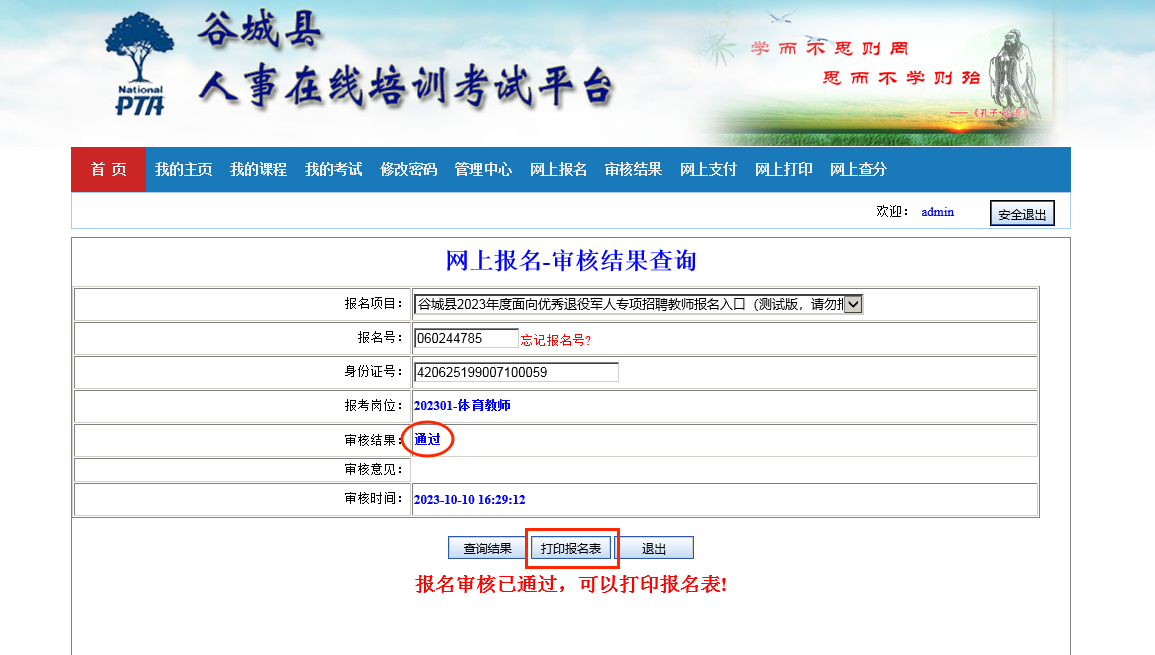 谷城县
人事在线培训考试平台
National
PTA
学而不思则罔
思而不学则殆
首 页 我的主页 我的课程 我的考试 修改密码 管理中心 网上报名 审核结果 网上支付 网上打印 网上查分
欢迎： admin 安全退出
网上报名-审核结果查询
报名项目： 谷城县2023年度面向优秀退役军人专项招聘教师报名入口（测试版，请勿报
报名号： 060244785 忘记报名号?
身份证号： 420625199007100059
报考岗位： 202301-体育教师
审核结果： 通过
审核意见：
审核时间： 2023-10-10 16:29:12
查询结果 打印报名表 退出
报名审核已通过，可以打印报名表!